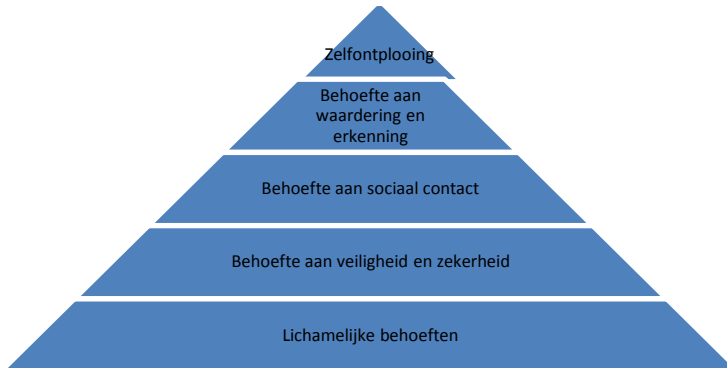 Zelfontplooing
Behoefte aan
waardering en
erkenning
Behoefte aan sociaal contact
Behoefte aan veiligheid en zekerheid
Lichamelijke behoeften